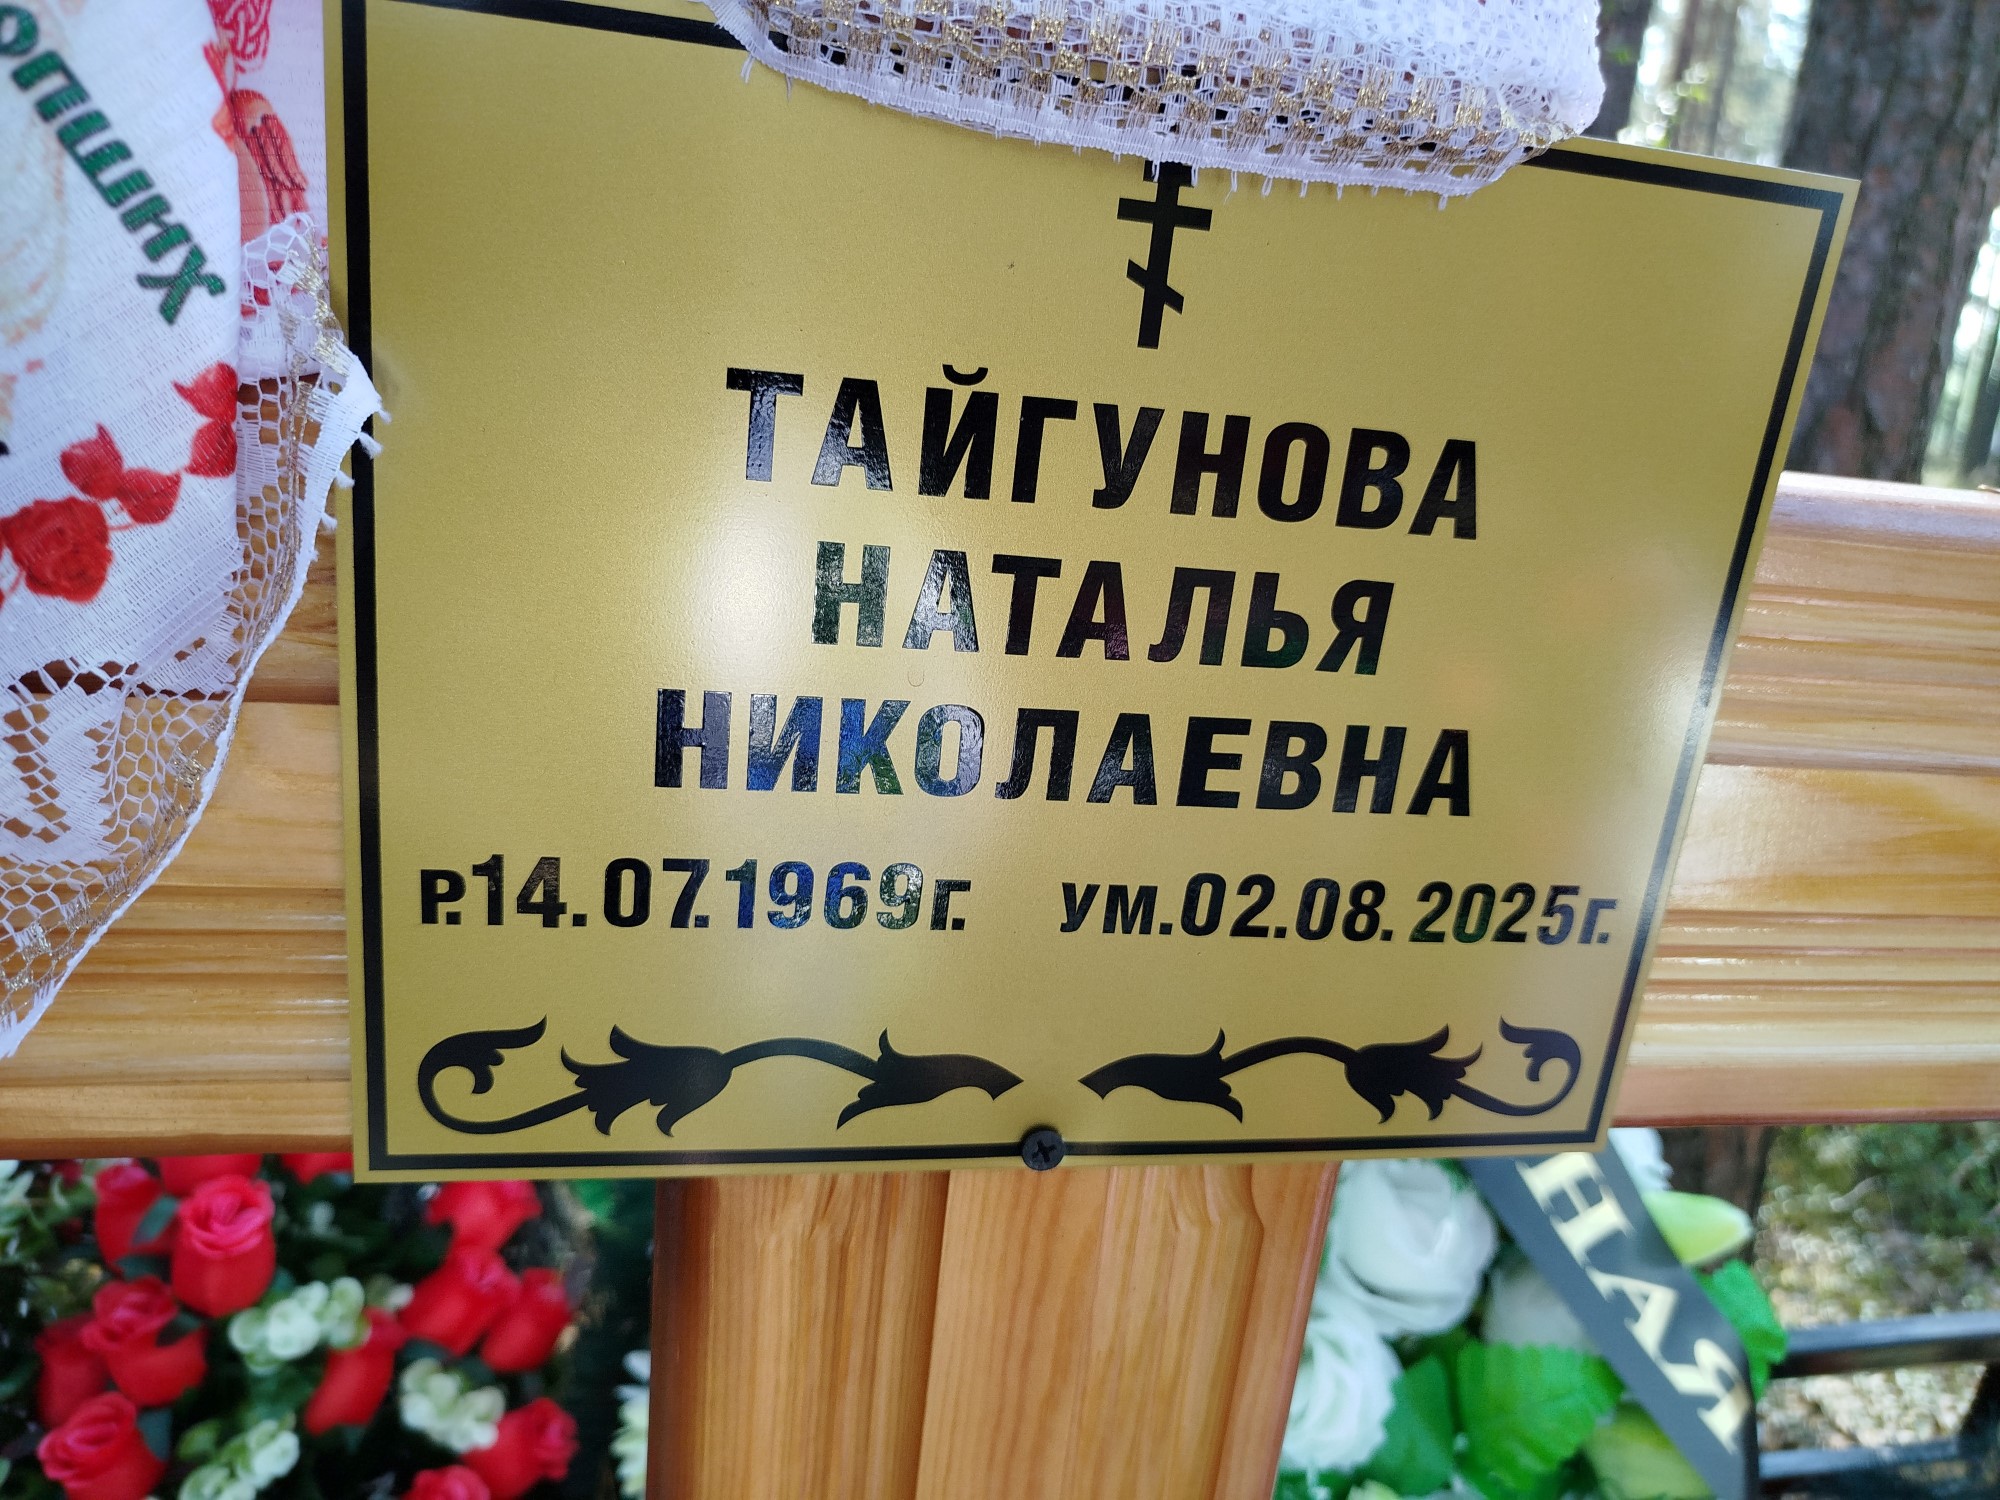 ТАЙГУНОВА
НАТАЛЬЯ
НИКОЛАЕВНА
Р.14.07.1969г. ум.02.08.2025г.